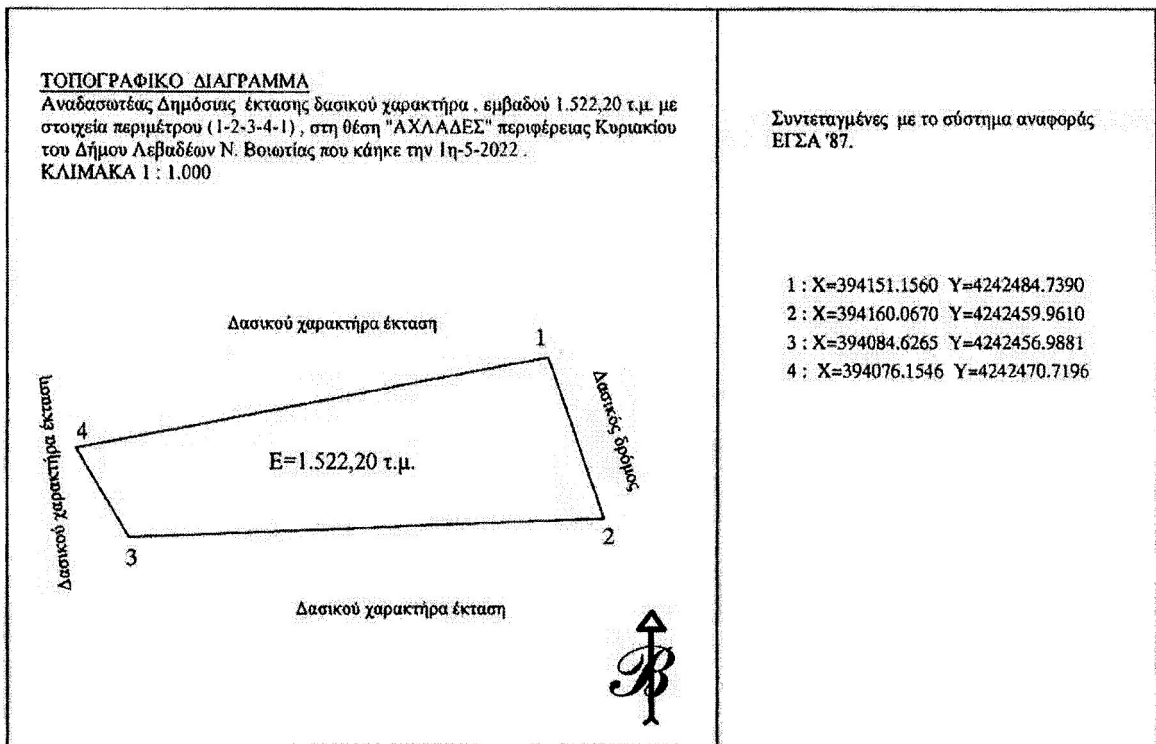 ΤΟΠΟΓΡΑΦΙΚΟ ΔΙΑΓΡΑΜΜΑ
Αναδασωτέας Δημόσιας έκτασης δασικού χαρακτήρα , εμβαδού 1.522,20 τ.μ. με
στοιχεία περιμέτρου (1-2-3-4-1) , στη θέση "ΑΧΛΑΔΕΣ" περιφέρειας Κυριακίου
του Δήμου Λεβαδέων Ν. Βοιωτίας που κάηκε την 1η-5-2022 .
ΚΛΙΜΑΚΑ 1 : 1.000
Δασικού χαρακτήρα έκταση
1
Δασικός δρόμος
4
Δασικού χαρακτήρα έκταση
Ε=1.522,20 τ.μ.
2
3
Δασικού χαρακτήρα έκταση
Β
Συντεταγμένες με το σύστημα αναφοράς
ΕΓΣΑ '87.
1 : Χ=394151.1560 Υ=4242484.7390
2 : Χ=394160.0670 Υ=4242459.9610
3 : Χ=394084.6265 Υ=4242456.9881
4 : Χ=394076.1546 Υ=4242470.7196